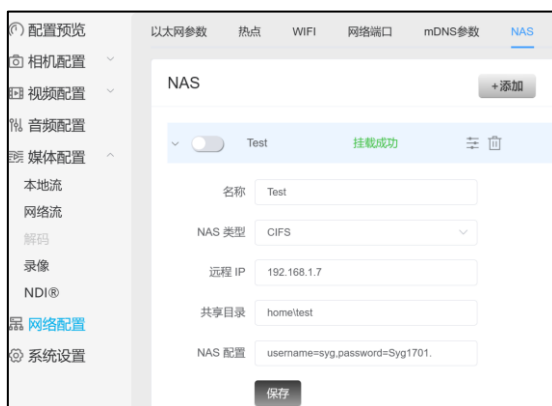 配置预览
相机配置
视频配置
音频配置
媒体配置
本地流
网络流
解码
录像
NDI®
网络配置
系统设置
以太网参数 热点 WIFI 网络端口 mDNS参数 NAS
NAS +添加
Test 挂载成功
名称 Test
NAS 类型 CIFS
远程 IP 192.168.1.7
共享目录 home\test
NAS 配置 username=syg,password=Syg1701.
保存